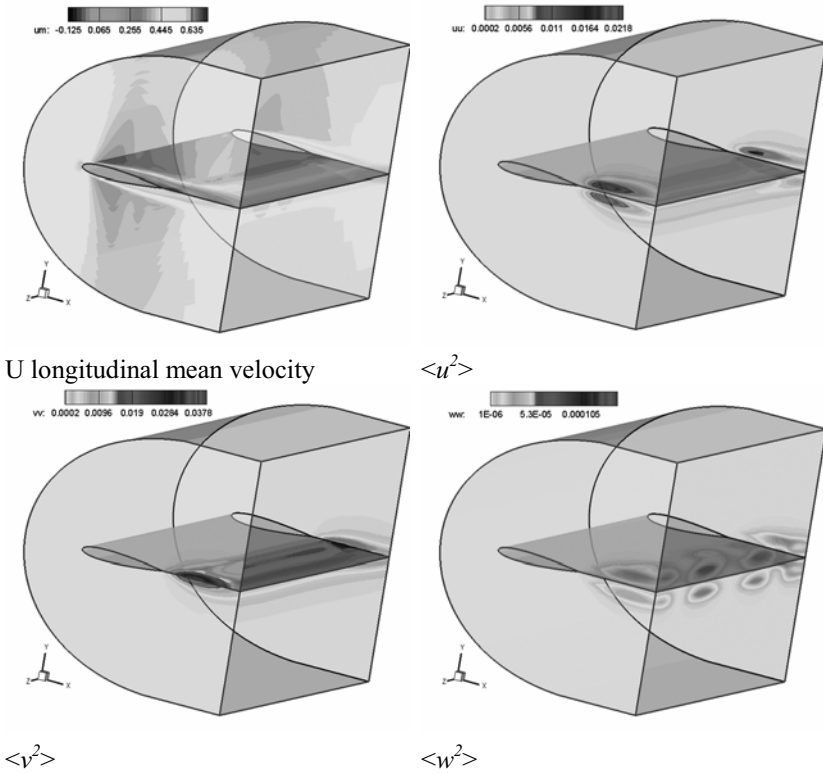 um: -0.125 0.065 0.255 0.445 0.635
Y
Z X
uu: 0.0002 0.0056 0.011 0.0164 0.0218
Y
Z X
U longitudinal mean velocity
<u²>
vv: 0.0002 0.0096 0.019 0.0284 0.0378
Y
Z X
ww: 1E-06 5.3E-05 0.000105
Y
Z X
<v²>
<w²>